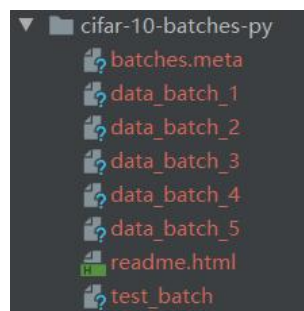 cifar-10-batches-py
batches.meta
data_batch_1
data_batch_2
data_batch_3
data_batch_4
data_batch_5
readme.html
test_batch